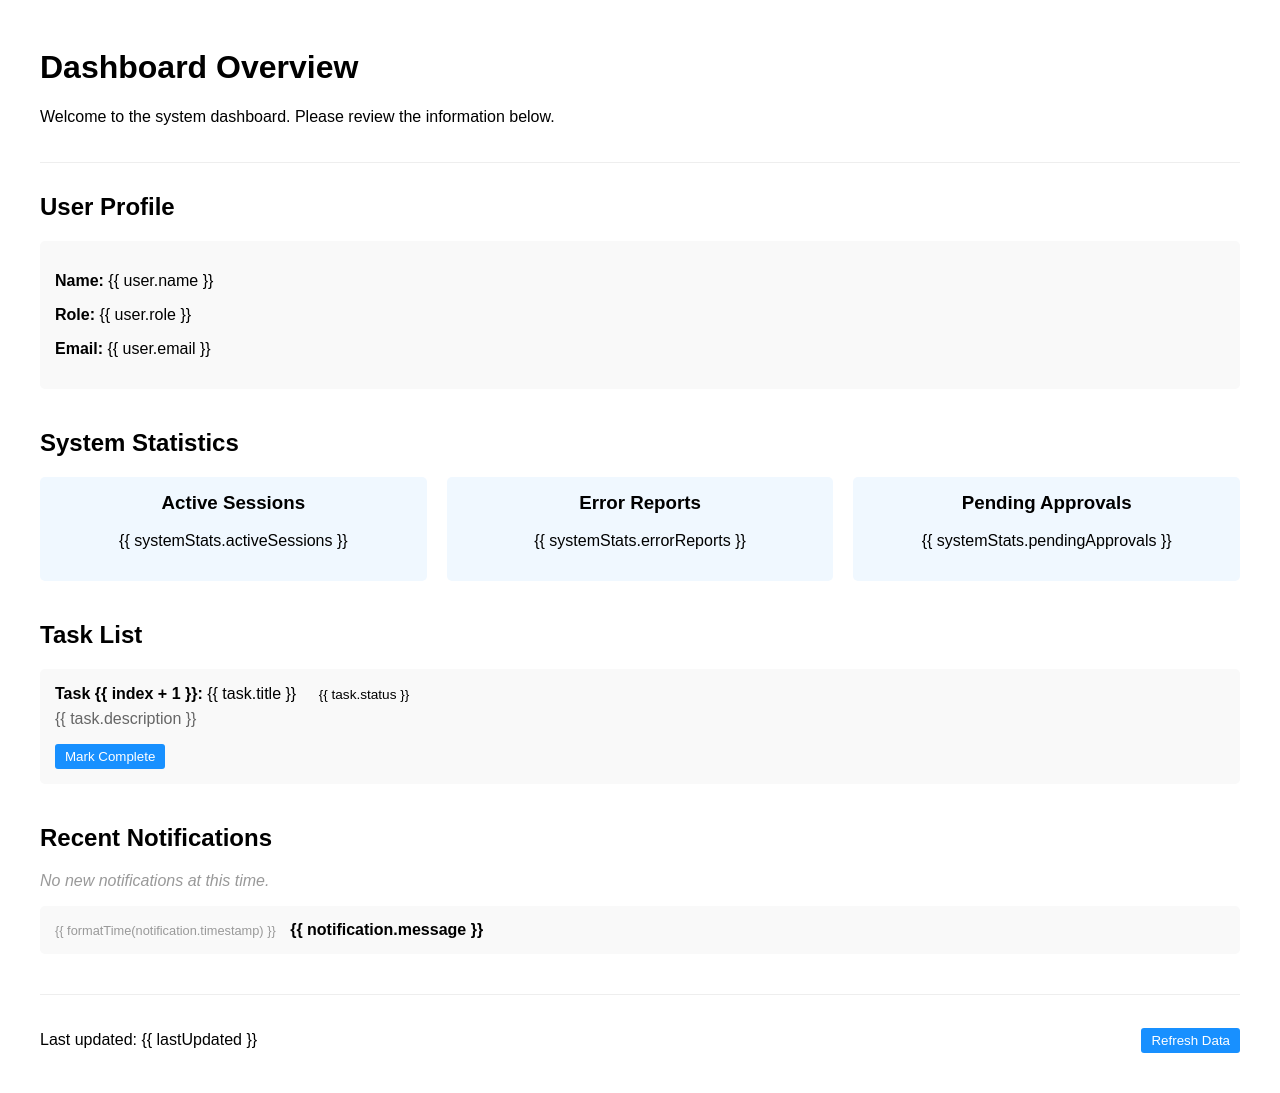 Dashboard Overview
Welcome to the system dashboard. Please review the information below.
User Profile
Name: {{ user.name }}
Role: {{ user.role }}
Email: {{ user.email }}
System Statistics
Active Sessions
{{ systemStats.activeSessions }}
Error Reports
{{ systemStats.errorReports }}
Pending Approvals
{{ systemStats.pendingApprovals }}
Task List
Task {{ index + 1 }}: {{ task.title }} {{ task.status }}
{{ task.description }}
Mark Complete
Recent Notifications
No new notifications at this time.
{{ formatTime(notification.timestamp) }} {{ notification.message }}
Last updated: {{ lastUpdated }}
Refresh Data